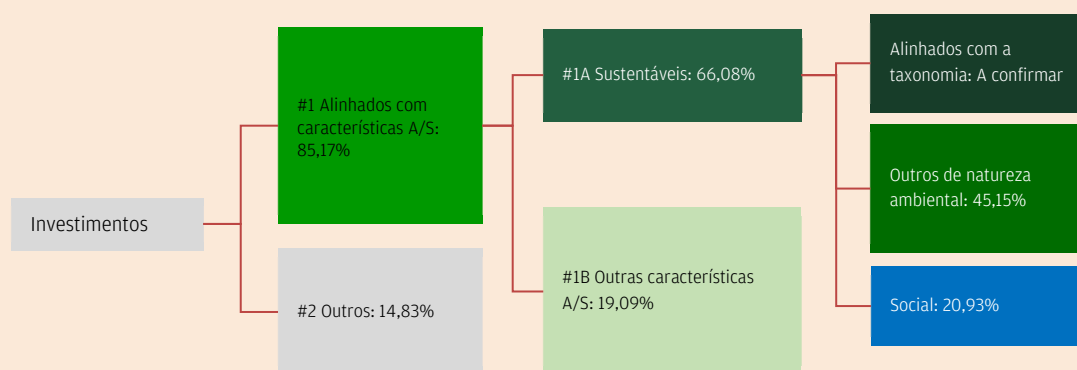 Investimentos
#1 Alinhados com
características A/S:
85,17%
#2 Outros: 14,83%
#1A Sustentáveis: 66,08%
#1B Outras características
A/S: 19,09%
Alinhados com a
taxonomia: A confirmar
Outros de natureza
ambiental: 45,15%
Social: 20,93%